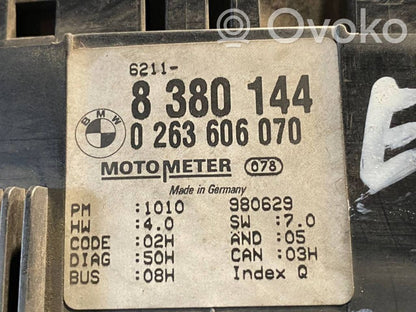 Ovoko
6211-
8 380 144
BMW
0 263 606 070
MOTOMETER 078
Made in Germany
PM :1010 980629
HW :4.0 SW :7.0
CODE :02H ÄND :05
DIAG :50H CAN :03H
BUS :08H Index Q
E